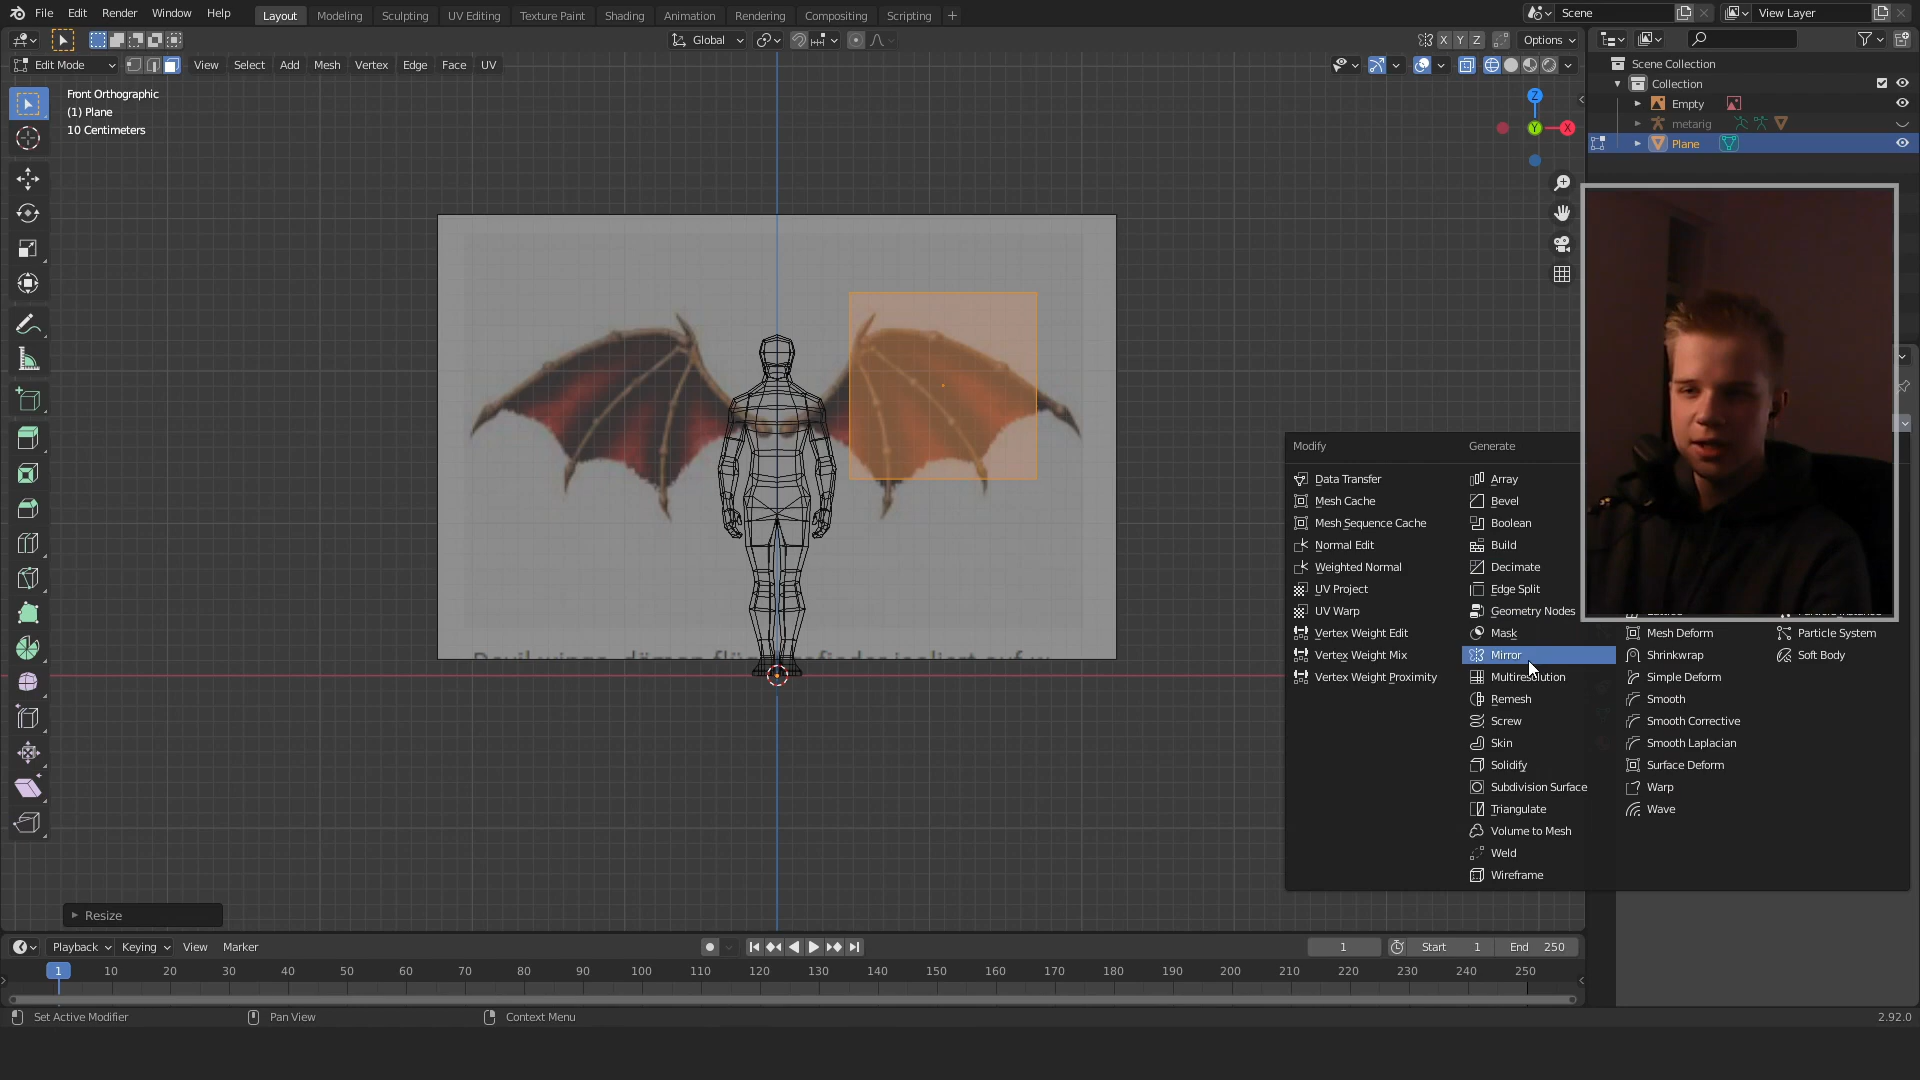 File Edit Render Window Help Layout Modeling Sculpting UV Editing Texture Paint Shading Animation Rendering Compositing Scripting + Scene View Layer
Global X Y Z Options
Edit Mode View Select Add Mesh Vertex Edge Face UV
Scene Collection
Collection
Empty
metarig
Plane
Front Orthographic
(1) Plane
10 Centimeters
Z
Y
X
Modify
Data Transfer
Mesh Cache
Mesh Sequence Cache
Normal Edit
Weighted Normal
UV Project
UV Warp
Vertex Weight Edit
Vertex Weight Mix
Vertex Weight Proximity
Generate
Array
Bevel
Boolean
Build
Decimate
Edge Split
Geometry Nodes
Mask
Mirror
Multiresolution
Remesh
Screw
Skin
Solidify
Subdivision Surface
Triangulate
Volume to Mesh
Weld
Wireframe
Mesh Deform
Shrinkwrap
Simple Deform
Smooth
Smooth Corrective
Smooth Laplacian
Surface Deform
Warp
Wave
Particle System
Soft Body
Resize
Playback Keying View Marker 1 Start 1 End 250
1 10 20 30 40 50 60 70 80 90 100 110 120 130 140 150 160 170 180 190 200 210 220 230 240 250
Set Active Modifier Pan View Context Menu 2.92.0